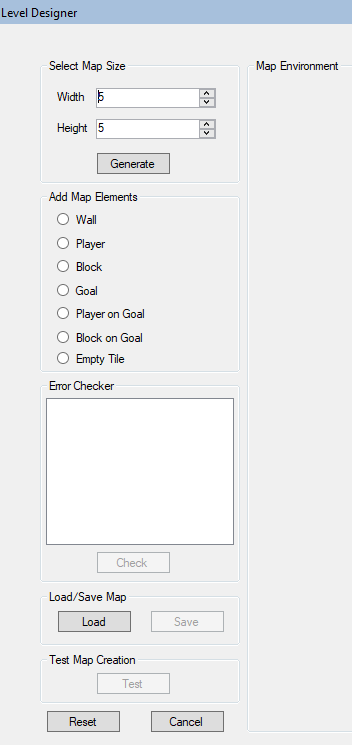 Level Designer
Select Map Size
Map Environment
Width 5
Height 5
Generate
Add Map Elements
Wall
Player
Block
Goal
Player on Goal
Block on Goal
Empty Tile
Error Checker
Check
Load/Save Map
Load Save
Test Map Creation
Test
Reset Cancel